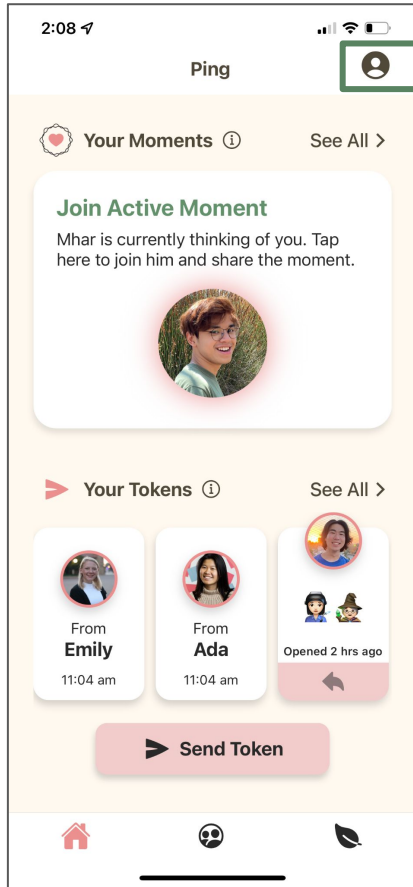 2:08
Ping
Your Moments
See All >
Join Active Moment
Mhar is currently thinking of you. Tap
here to join him and share the moment.
Your Tokens
See All >
From
Emily
11:04 am
From
Ada
11:04 am
Opened 2 hrs ago
Send Token